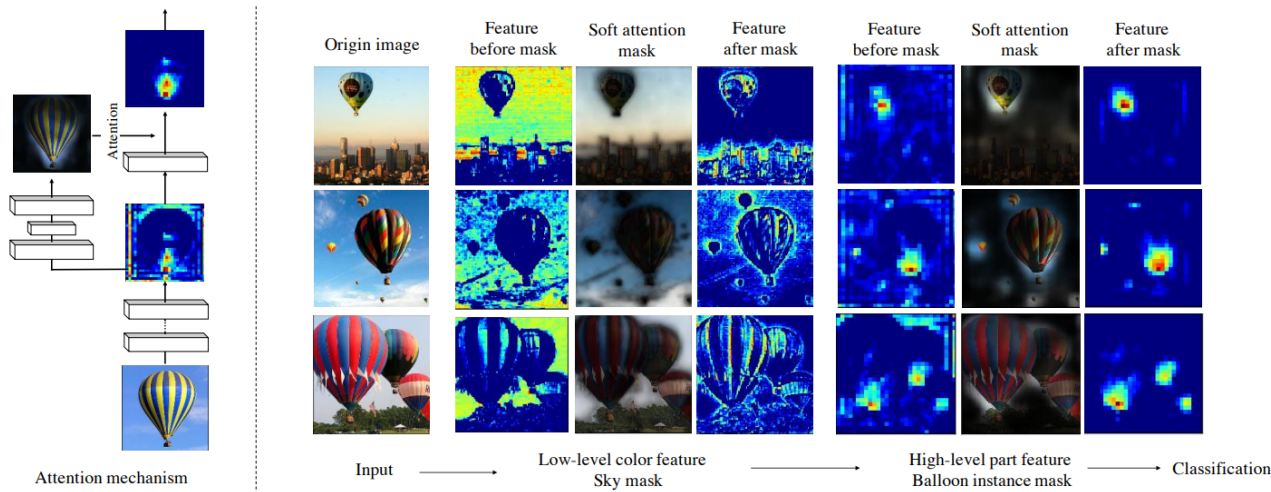 Attention
Attention mechanism
Origin image
Feature
before mask
Soft attention
mask
Feature
after mask
Feature
before mask
Soft attention
mask
Feature
after mask
Input
Low-level color feature
Sky mask
High-level part feature
Balloon instance mask
Classification